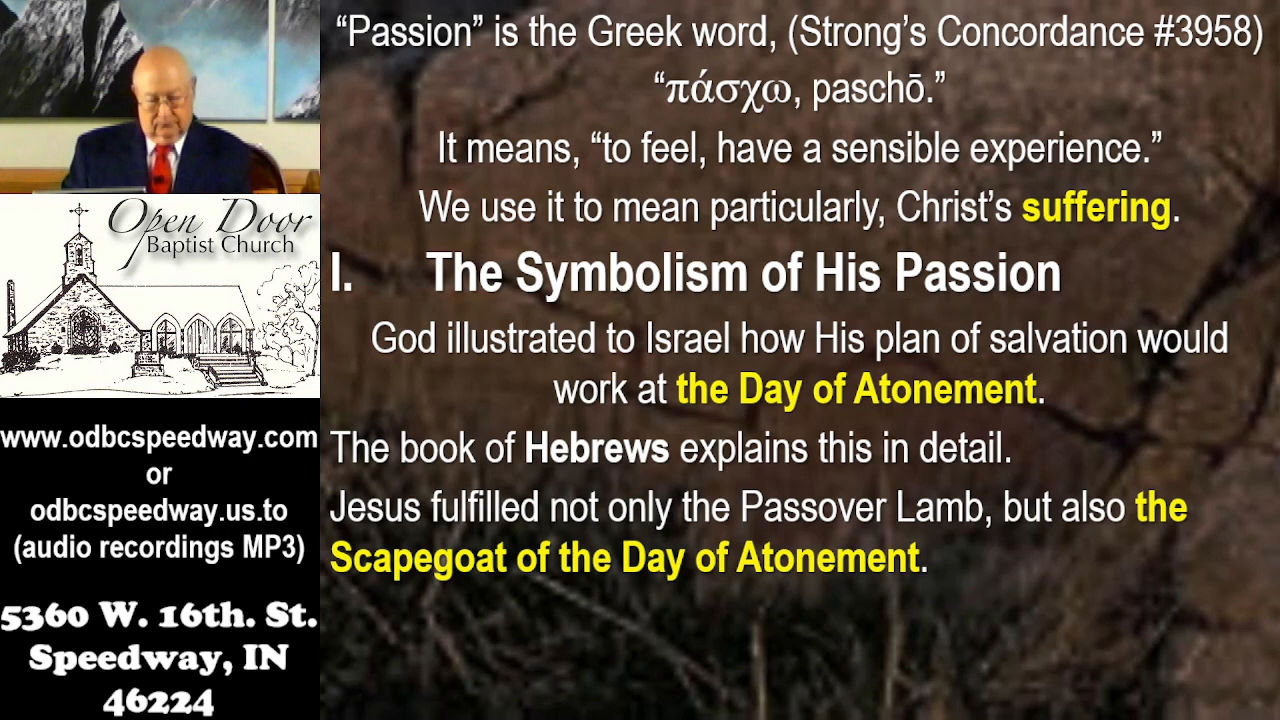 “Passion” is the Greek word, (Strong’s Concordance #3958)
“πάσχω, paschō.”
It means, “to feel, have a sensible experience.”
We use it to mean particularly, Christ’s suffering.
I. The Symbolism of His Passion
God illustrated to Israel how His plan of salvation would
work at the Day of Atonement.
The book of Hebrews explains this in detail.
Jesus fulfilled not only the Passover Lamb, but also the
Scapegoat of the Day of Atonement.
Open Door
Baptist Church
www.odbcspeedway.com
or
odbcspeedway.us.to
(audio recordings MP3)
5360 W. 16th. St.
Speedway, IN
46224